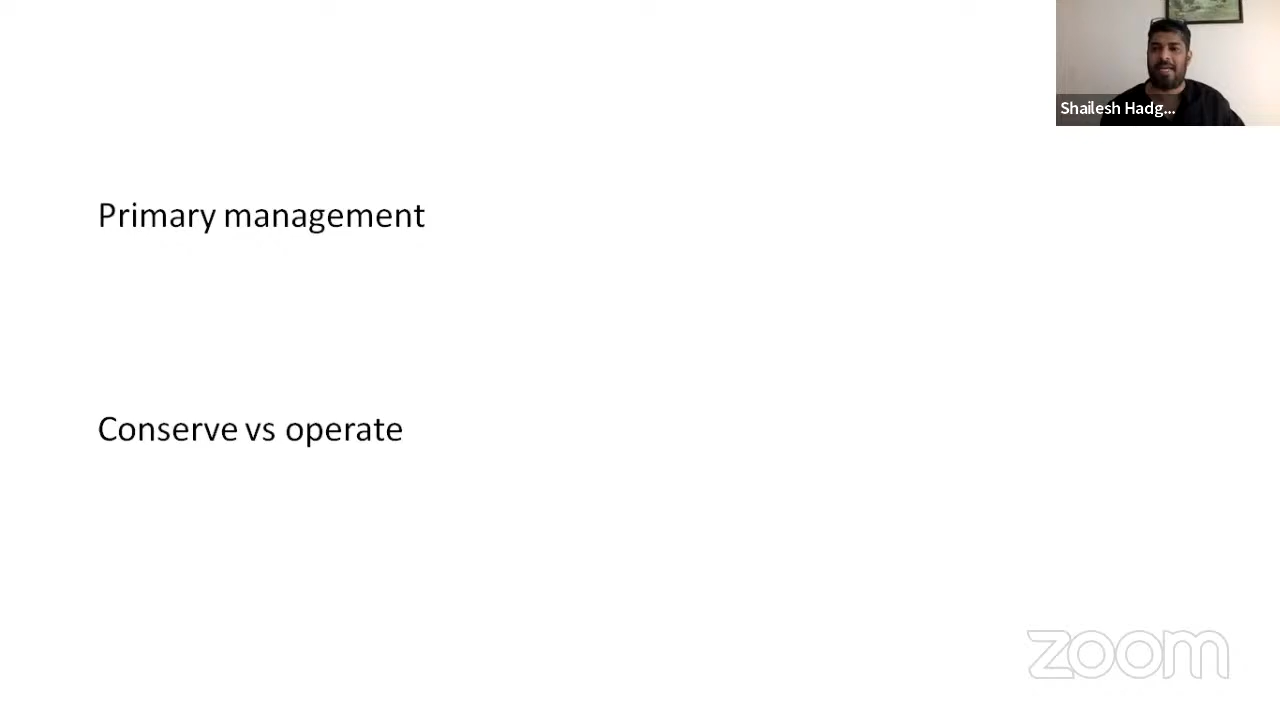 Shailesh Hadg...
Primary management
Conserve vs operate
zoom